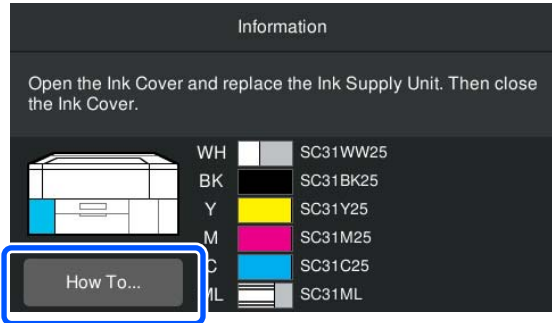 Information
Open the Ink Cover and replace the Ink Supply Unit. Then close
the Ink Cover.
WH SC31WW25
BK SC31BK25
Y SC31Y25
M SC31M25
C SC31C25
ML SC31ML
How To...